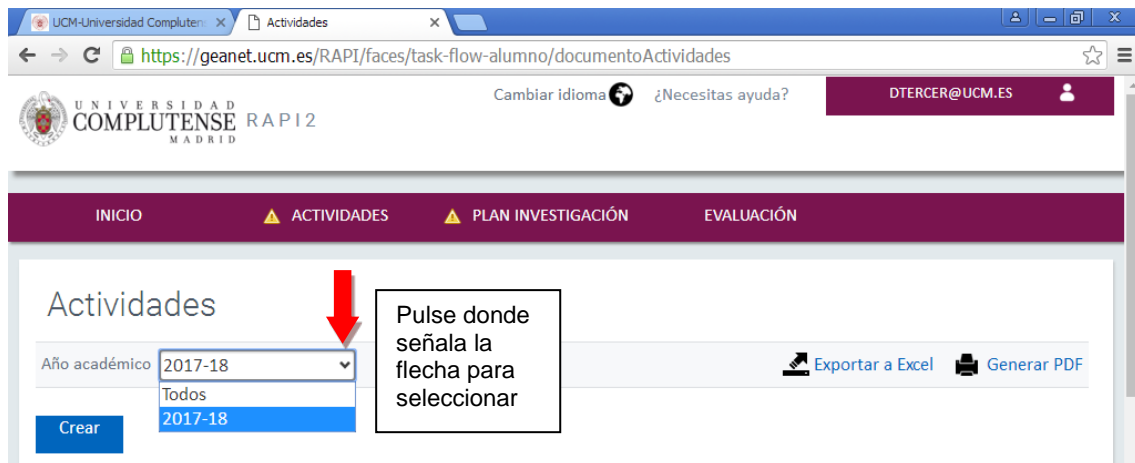 UCM-Universidad Compluten
Actividades
https://geanet.ucm.es/RAPI/faces/task-flow-alumno/documentoActividades
UNIVERSIDAD
COMPLUTENSE
MADRID
RAPI2
Cambiar idioma
¿Necesitas ayuda?
DTERCER@UCM.ES
INICIO
ACTIVIDADES
PLAN INVESTIGACIÓN
EVALUACIÓN
Actividades
Pulse donde
señala la
flecha para
seleccionar
Año académico 2017-18
Todos
2017-18
Exportar a Excel
Generar PDF
Crear